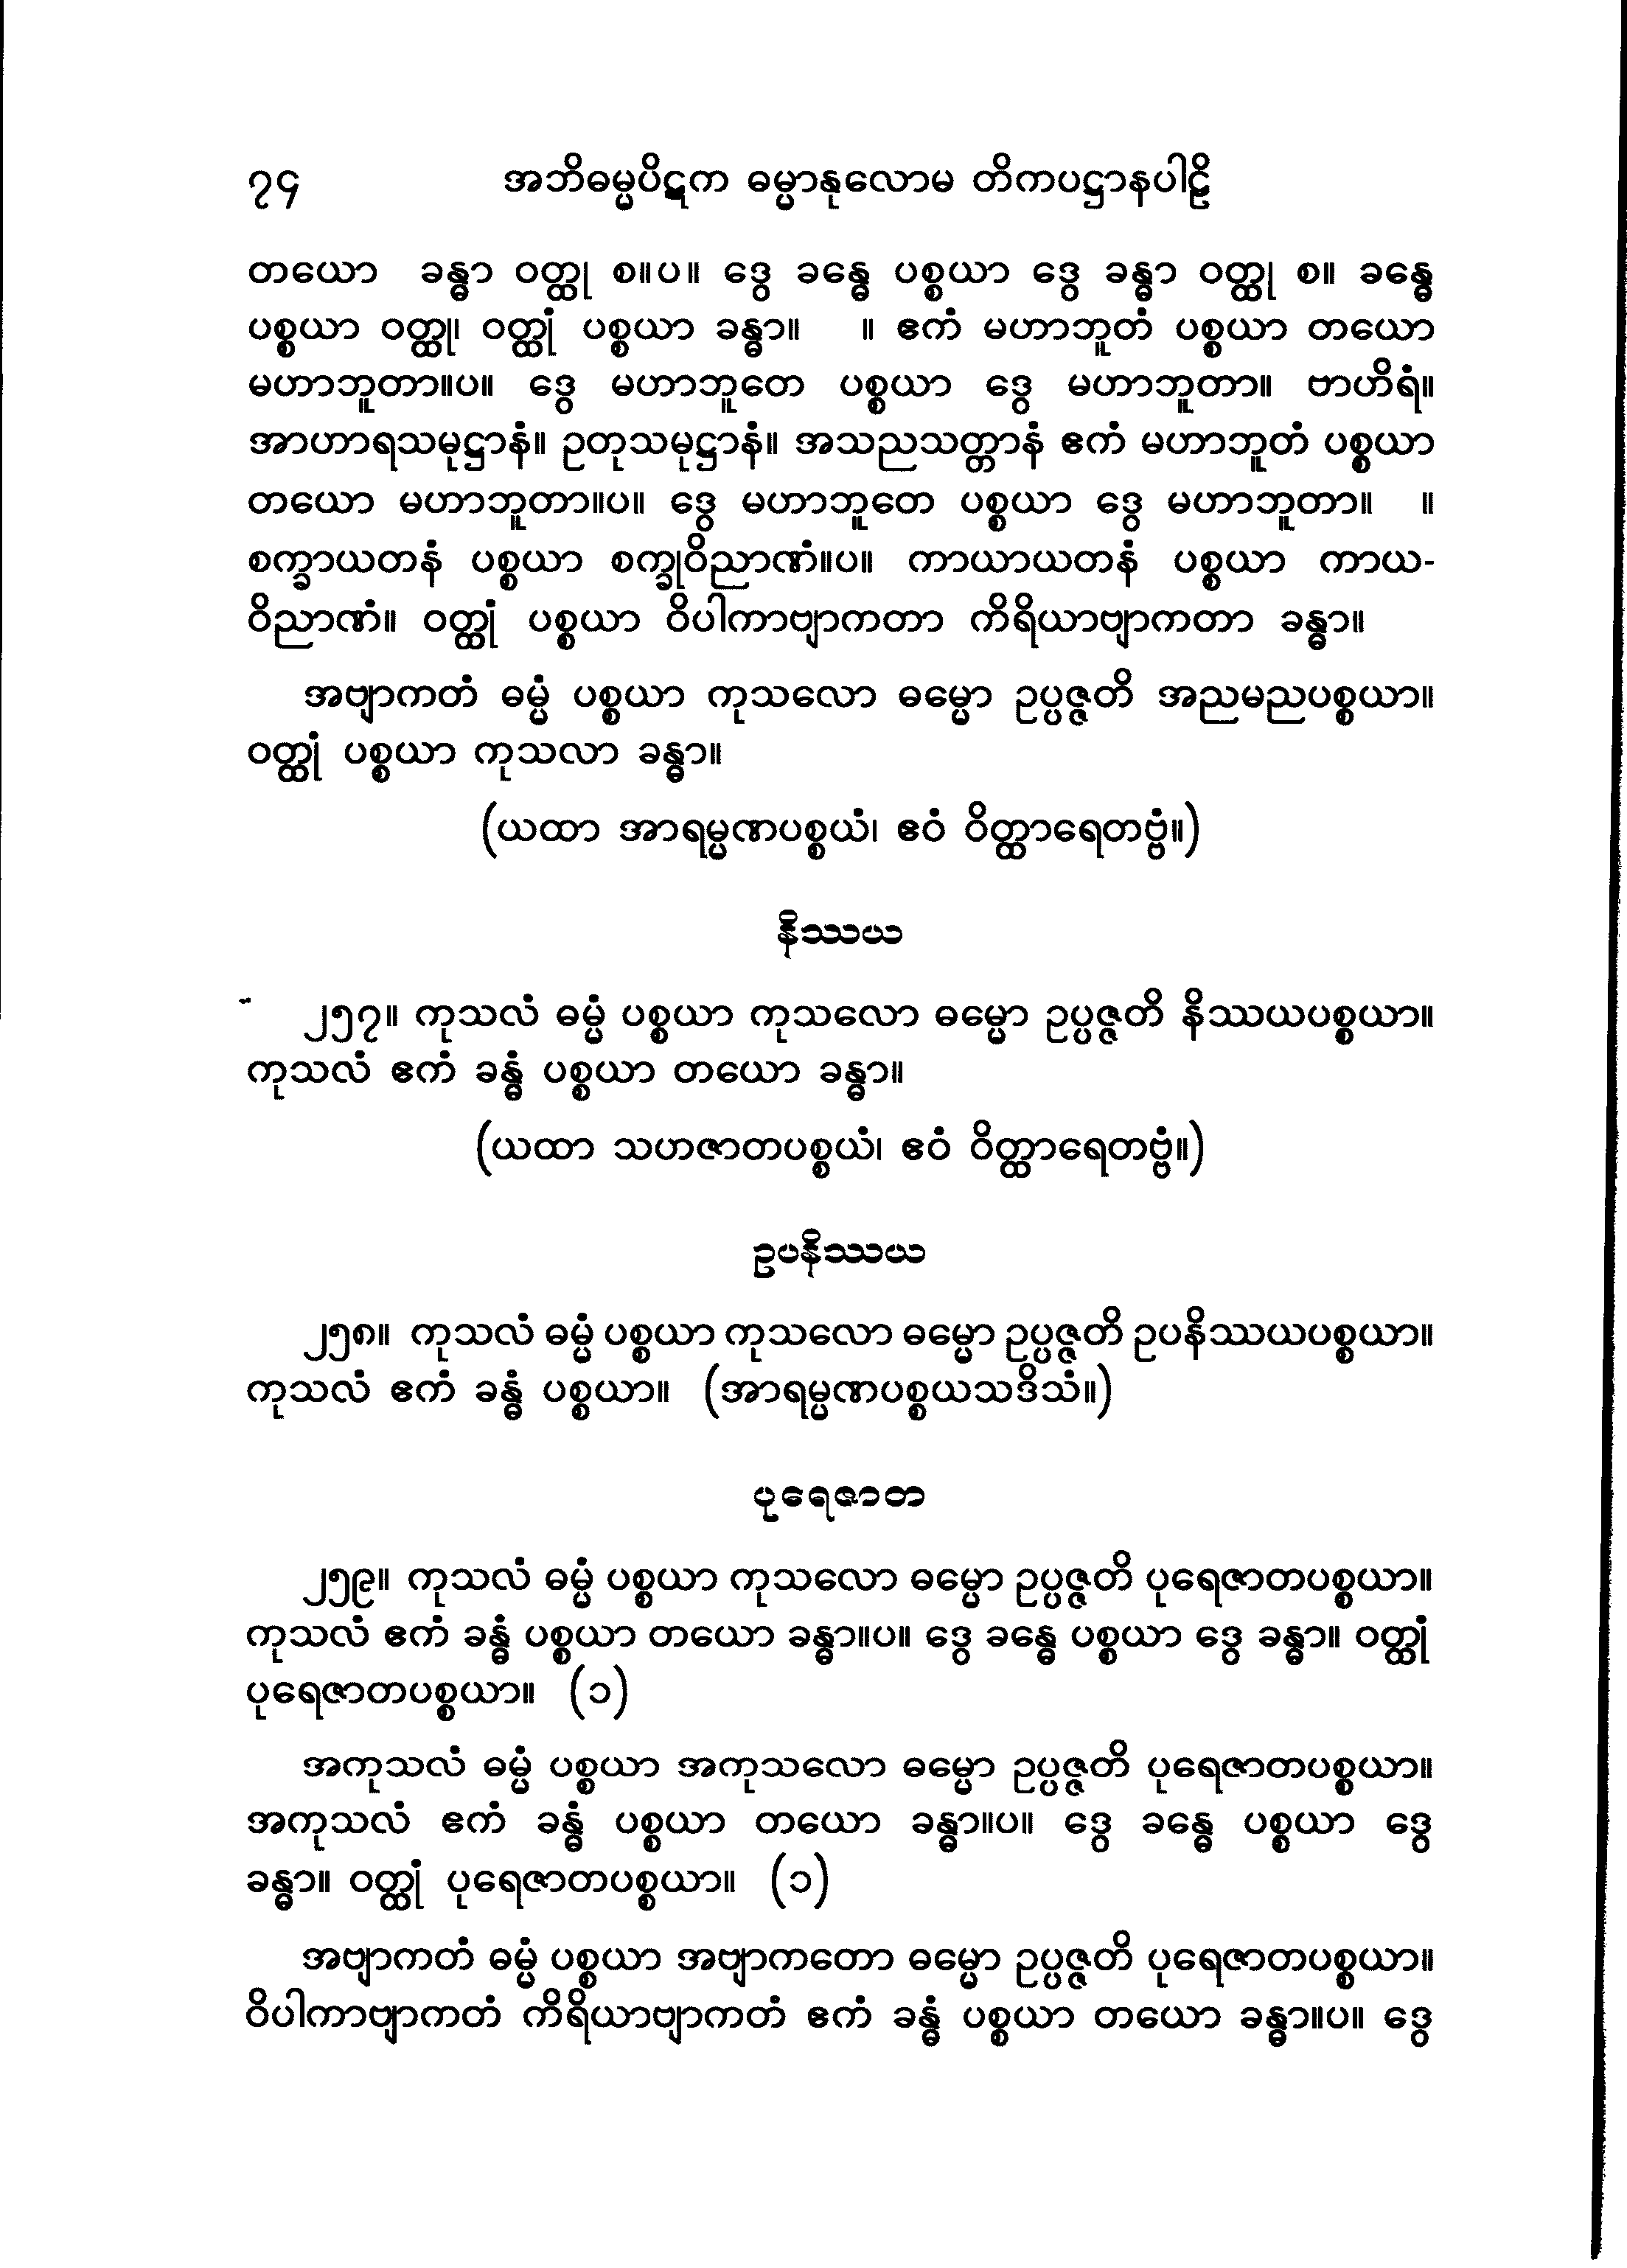 ၇၄ အဘိဓမ္မပိဋက ဓမ္မာနုလောမ တိကပဋ္ဌာနပါဠိ
တယော ခန္ဓာ ဝတ္ထု စ။ပ။ ဒွေ ခန္ဓေ ပစ္စယာ ဒွေ ခန္ဓာ ဝတ္ထု စ။ ခန္ဓေ
ပစ္စယာ ဝတ္ထု၊ ဝတ္ထုံ ပစ္စယာ ခန္ဓာ။ ။ ဧကံ မဟာဘူတံ ပစ္စယာ တယော
မဟာဘူတာ။ပ။ ဒွေ မဟာဘူတေ ပစ္စယာ ဒွေ မဟာဘူတာ။ ဗာဟိရံ။
အာဟာရသမုဋ္ဌာနံ။ ဥတုသမုဋ္ဌာနံ။ အသညသတ္တာနံ ဧကံ မဟာဘူတံ ပစ္စယာ
တယော မဟာဘူတာ။ပ။ ဒွေ မဟာဘူတေ ပစ္စယာ ဒွေ မဟာဘူတာ။ ။
စက္ခာယတနံ ပစ္စယာ စက္ခုဝိညာဏံ။ပ။ ကာယာယတနံ ပစ္စယာ ကာယ-
ဝိညာဏံ။ ဝတ္ထုံ ပစ္စယာ ဝိပါကာဗျာကတာ ကိရိယာဗျာကတာ ခန္ဓာ။
အဗျာကတံ ဓမ္မံ ပစ္စယာ ကုသလော ဓမ္မော ဥပ္ပဇ္ဇတိ အညမညပစ္စယာ။
ဝတ္ထုံ ပစ္စယာ ကုသလာ ခန္ဓာ။
(ယထာ အာရမ္မဏပစ္စယံ၊ ဧဝံ ဝိတ္ထာရေတဗ္ဗံ။)
နိဿယ
၂၅၇။ ကုသလံ ဓမ္မံ ပစ္စယာ ကုသလော ဓမ္မော ဥပ္ပဇ္ဇတိ နိဿယပစ္စယာ။
ကုသလံ ဧကံ ခန္ဓံ ပစ္စယာ တယော ခန္ဓာ။
(ယထာ သဟဇာတပစ္စယံ၊ ဧဝံ ဝိတ္ထာရေတဗ္ဗံ။)
ဥပနိဿယ
၂၅၈။ ကုသလံ ဓမ္မံ ပစ္စယာ ကုသလော ဓမ္မော ဥပ္ပဇ္ဇတိ ဥပနိဿယပစ္စယာ။
ကုသလံ ဧကံ ခန္ဓံ ပစ္စယာ။ (အာရမ္မဏပစ္စယသဒိသံ။)
ပုရေဇာတ
၂၅၉။ ကုသလံ ဓမ္မံ ပစ္စယာ ကုသလော ဓမ္မော ဥပ္ပဇ္ဇတိ ပုရေဇာတပစ္စယာ။
ကုသလံ ဧကံ ခန္ဓံ ပစ္စယာ တယော ခန္ဓာ။ပ။ ဒွေ ခန္ဓေ ပစ္စယာ ဒွေ ခန္ဓာ။ ဝတ္ထုံ
ပုရေဇာတပစ္စယာ။ (၁)
အကုသလံ ဓမ္မံ ပစ္စယာ အကုသလော ဓမ္မော ဥပ္ပဇ္ဇတိ ပုရေဇာတပစ္စယာ။
အကုသလံ ဧကံ ခန္ဓံ ပစ္စယာ တယော ခန္ဓာ။ပ။ ဒွေ ခန္ဓေ ပစ္စယာ ဒွေ
ခန္ဓာ။ ဝတ္ထုံ ပုရေဇာတပစ္စယာ။ (၁)
အဗျာကတံ ဓမ္မံ ပစ္စယာ အဗျာကတော ဓမ္မော ဥပ္ပဇ္ဇတိ ပုရေဇာတပစ္စယာ။
ဝိပါကာဗျာကတံ ကိရိယာဗျာကတံ ဧကံ ခန္ဓံ ပစ္စယာ တယော ခန္ဓာ။ပ။ ဒွေ